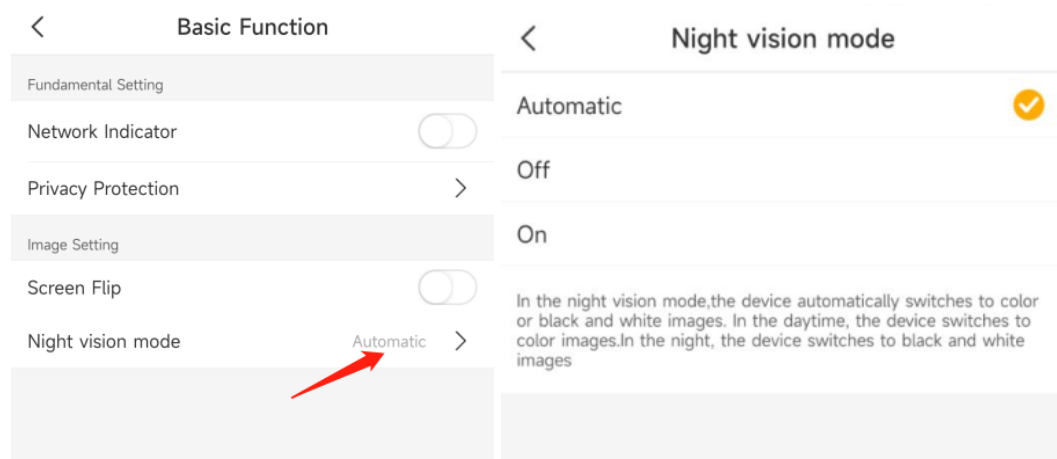 Basic Function
Fundamental Setting
Network Indicator
Privacy Protection
Image Setting
Screen Flip
Night vision mode
Automatic
Night vision mode
Automatic
Off
On
In the night vision mode,the device automatically switches to color
or black and white images. In the daytime, the device switches to
color images.In the night, the device switches to black and white
images